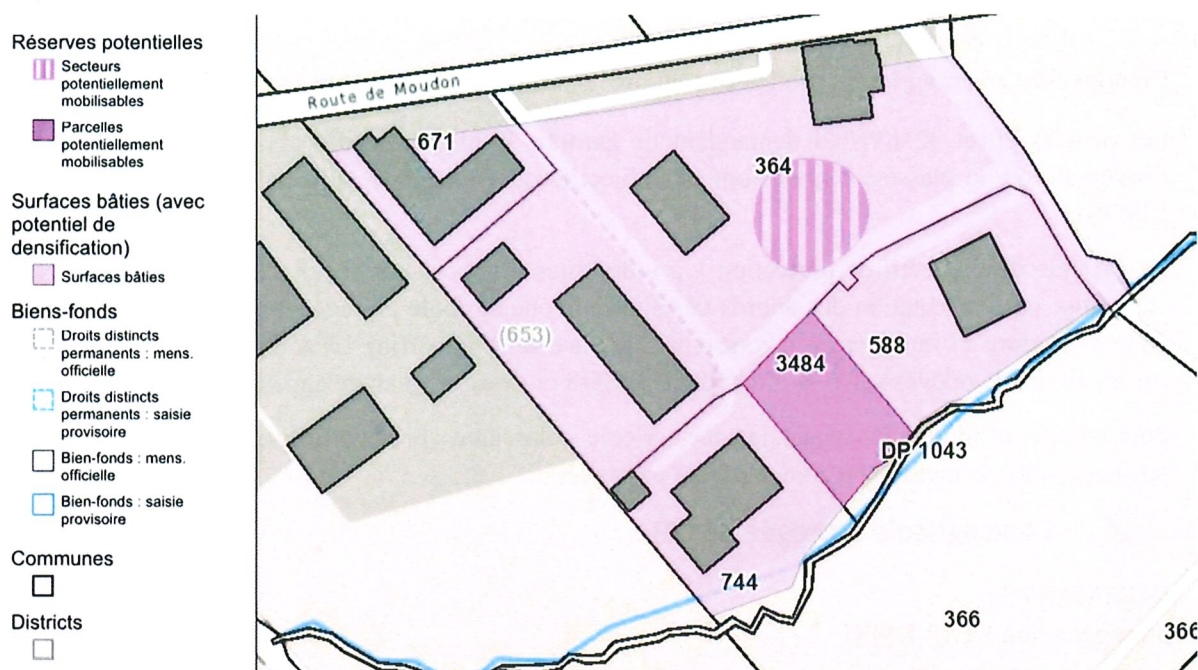 Réserves potentielles
Secteurs
potentiellement
mobilisables
Parcelles
potentiellement
mobilisables
Surfaces bâties (avec
potentiel de
densification)
Surfaces bâties
Biens-fonds
Droits distincts
permanents : mens.
officielle
Droits distincts
permanents : saisie
provisoire
Bien-fonds : mens.
officielle
Bien-fonds : saisie
provisoire
Communes
Districts
Route de Moudon
671
364
(653)
588
3484
DP 1043
744
366
366